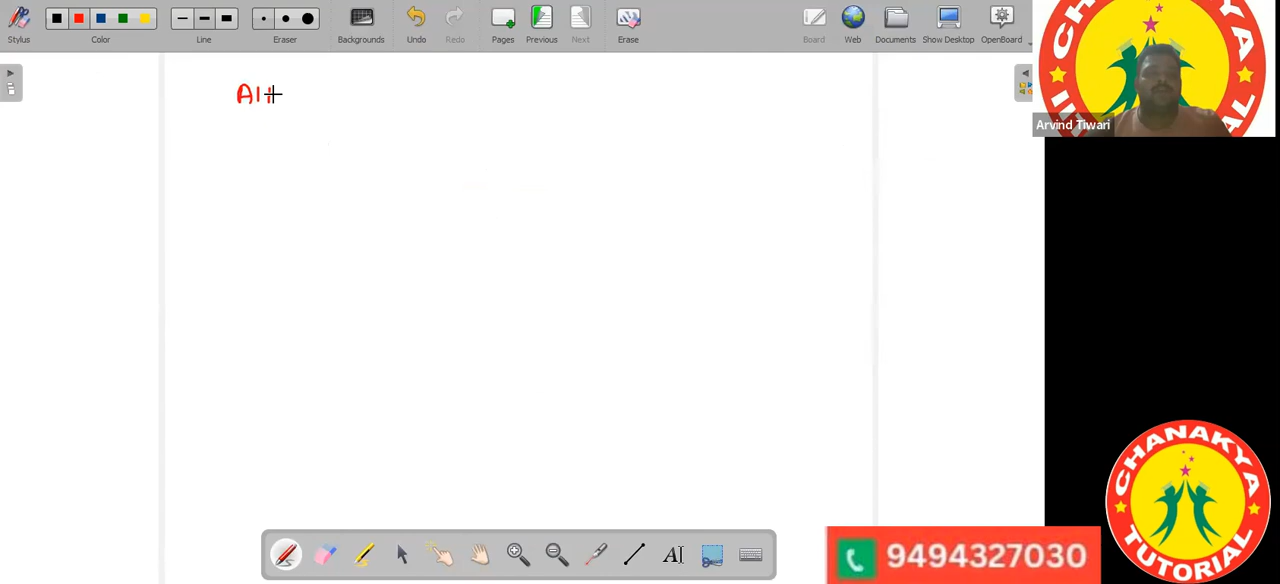 Stylus
Color
Line
Eraser
Backgrounds
Undo
Redo
Pages
Previous
Next
Erase
Board
Web
Documents
Show Desktop
OpenBoard
Arvind Tiwari
CHANAKYA
TUTORIAL
9494327030